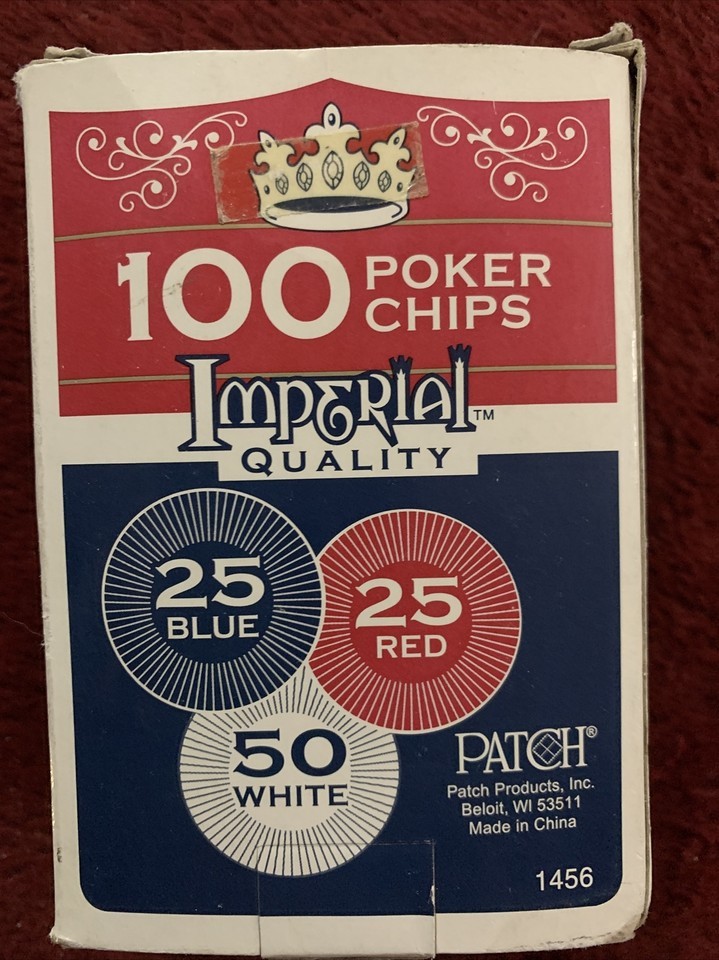 100 POKER
CHIPS
IMPERIAL™
QUALITY
25
BLUE
25
RED
50
WHITE
PATCH®
Patch Products, Inc.
Beloit, WI 53511
Made in China
1456